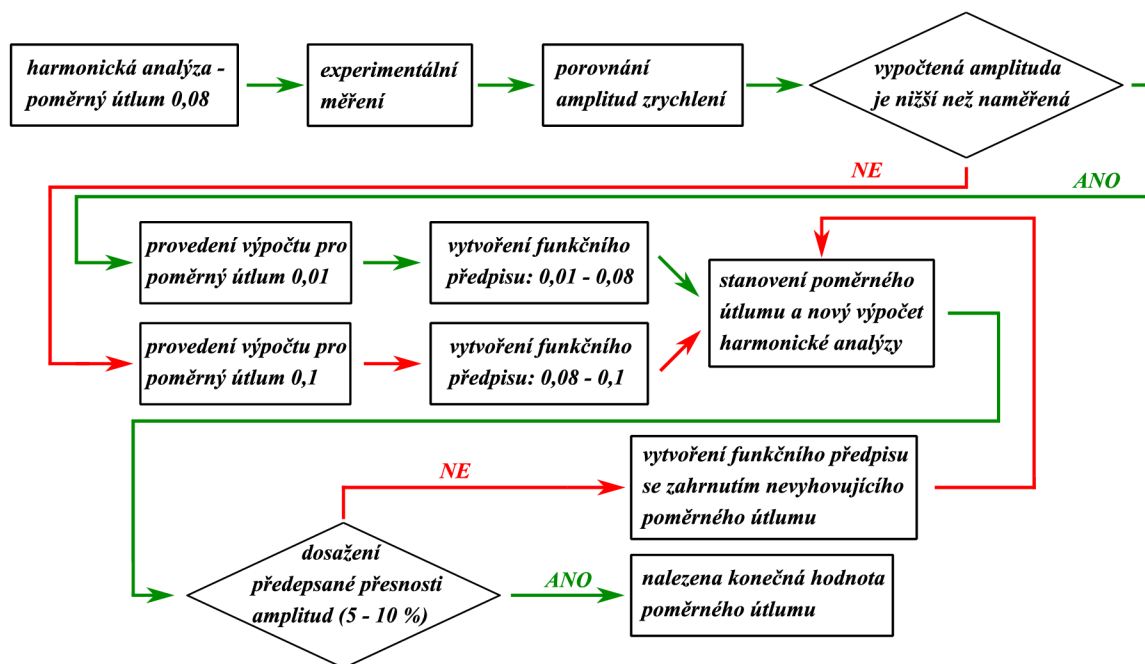 harmonická analýza -
poměrný útlum 0,08
experimentální
měření
porovnání
amplitud zrychlení
vypočtená amplituda
je nižší než naměřená
NE
ANO
provedení výpočtu pro
poměrný útlum 0,01
vytvoření funkčního
předpisu: 0,01 - 0,08
stanovení poměrného
útlumu a nový výpočet
harmonické analýzy
provedení výpočtu pro
poměrný útlum 0,1
vytvoření funkčního
předpisu: 0,08 - 0,1
NE
vytvoření funkčního předpisu
se zahrnutím nevyhovujícího
poměrného útlumu
dosažení
předepsané přesnosti
amplitud (5 - 10 %)
ANO
nalezena konečná hodnota
poměrného útlumu